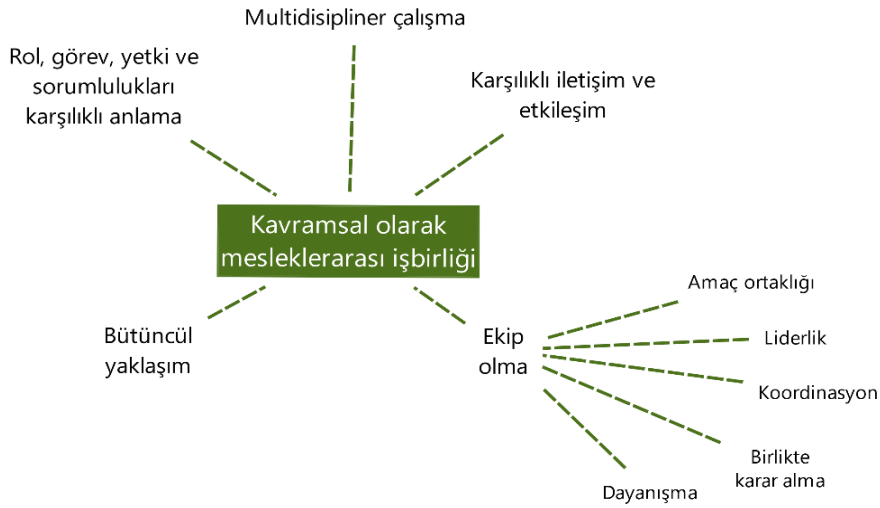 Multidisipliner çalışma
Rol, görev, yetki ve
sorumlulukları
karşılıklı anlama
Karşılıklı iletişim ve
etkileşim
Kavramsal olarak
mesleklerarası işbirliği
Bütüncül
yaklaşım
Ekip
olma
Amaç ortaklığı
Liderlik
Koordinasyon
Birlikte
karar alma
Dayanışma